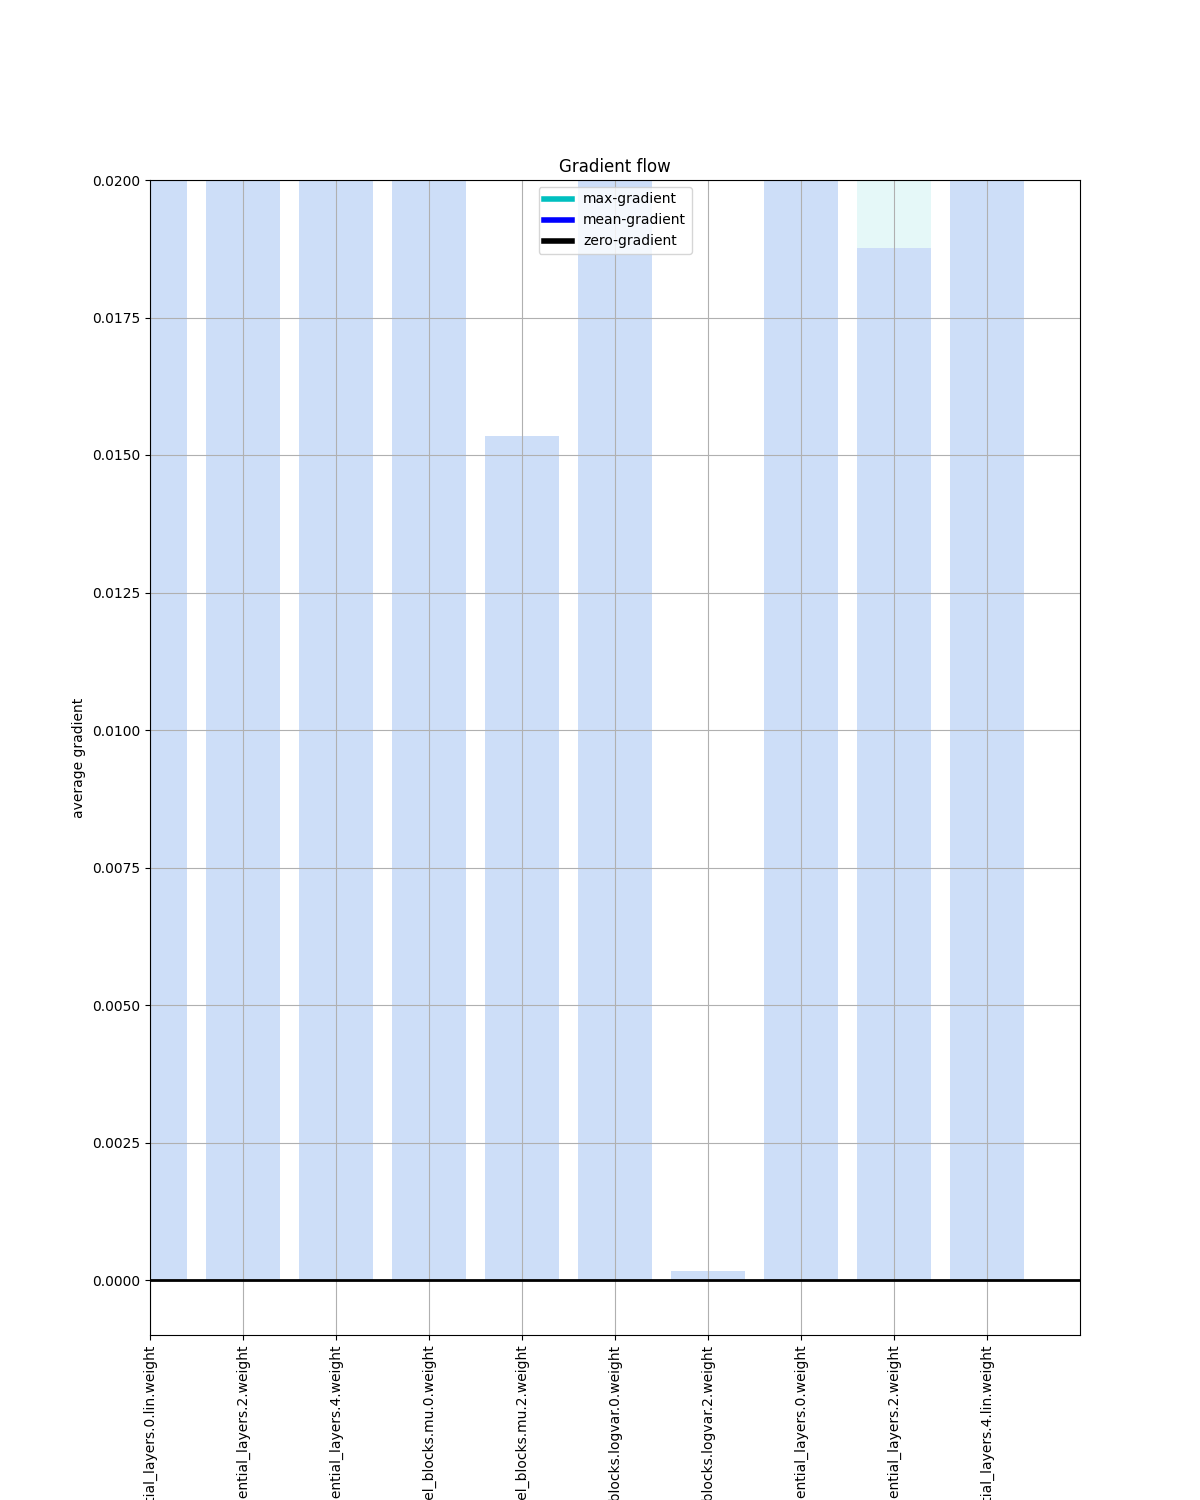 Gradient flow
max-gradient
mean-gradient
zero-gradient
average gradient
0.0200
0.0175
0.0150
0.0125
0.0100
0.0075
0.0050
0.0025
0.0000
tial_layers.0.lin.weight
ential_layers.2.weight
ential_layers.4.weight
el_blocks.mu.0.weight
el_blocks.mu.2.weight
blocks.logvar.0.weight
blocks.logvar.2.weight
ential_layers.0.weight
ential_layers.2.weight
tial_layers.4.lin.weight